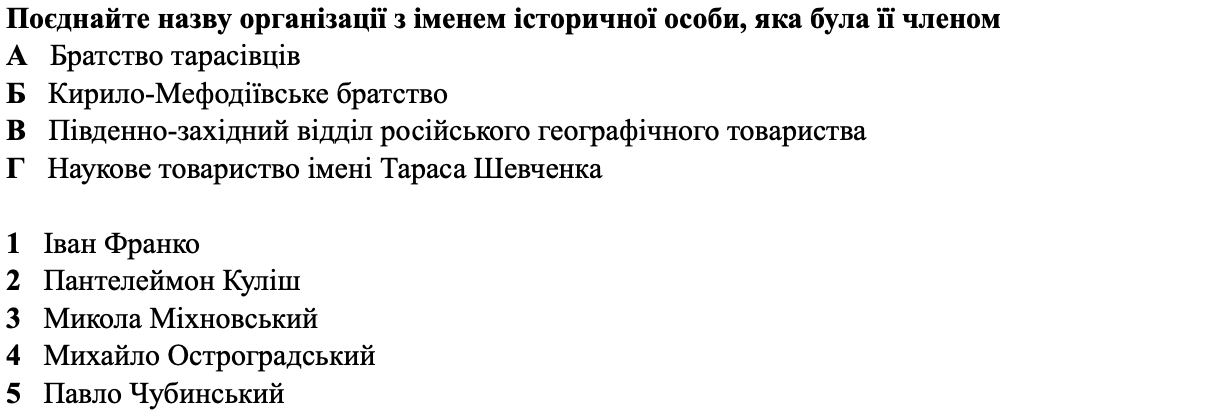 Поєднайте назву організації з іменем історичної особи, яка була її членом
А Братство тарасівців
Б Кирило-Мефодіївське братство
В Південно-західний відділ російського географічного товариства
Г Наукове товариство імені Тараса Шевченка
1 Іван Франко
2 Пантелеймон Куліш
3 Микола Міхновський
4 Михайло Остроградський
5 Павло Чубинський